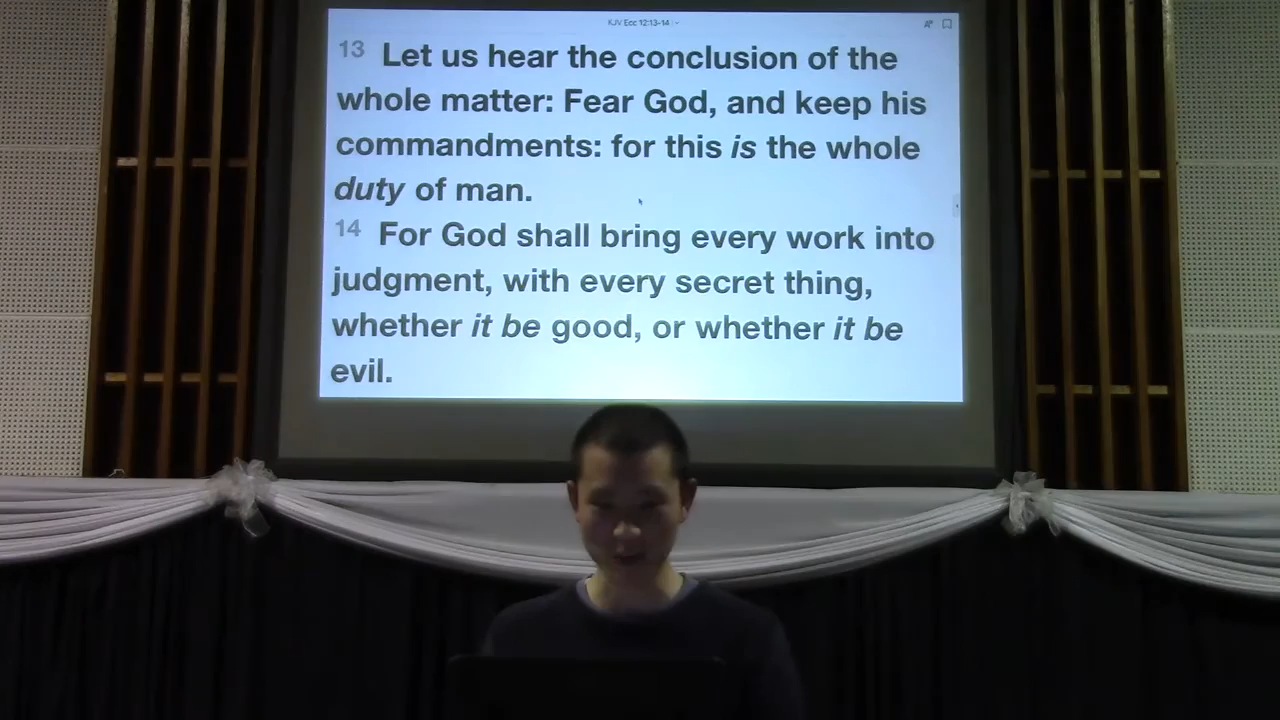 KJV Ecc 12:13-14
13 Let us hear the conclusion of the
whole matter: Fear God, and keep his
commandments: for this is the whole
duty of man.
14 For God shall bring every work into
judgment, with every secret thing,
whether it be good, or whether it be
evil.